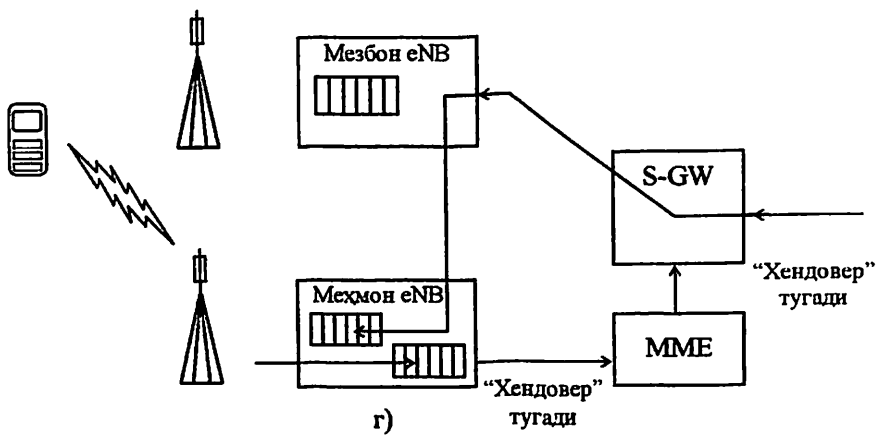 Мезбон eNB
S-GW
“Хендовер”
тугади
Меҳмон eNB
MME
“Хендовер”
тугади
г)